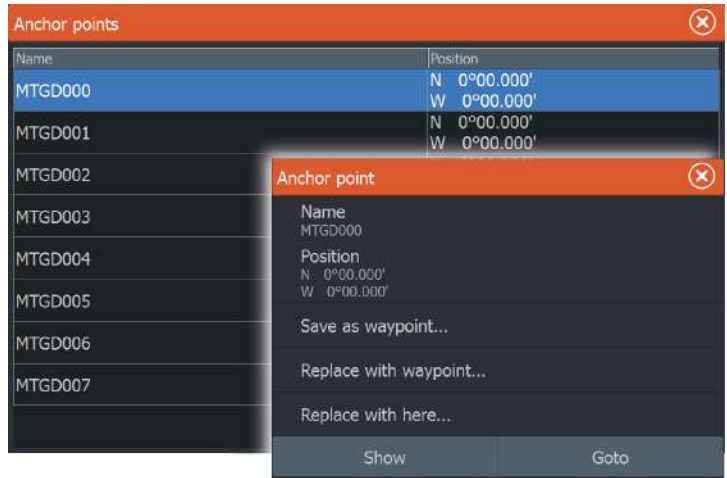 Anchor points
Name Position
MTGD000 N 0°00.000'
W 0°00.000'
MTGD001 N 0°00.000'
W 0°00.000'
MTGD002
MTGD003
MTGD004
MTGD005
MTGD006
MTGD007
Anchor point
Name
MTGD000
Position
N 0°00.000'
W 0°00.000'
Save as waypoint...
Replace with waypoint...
Replace with here...
Show Goto